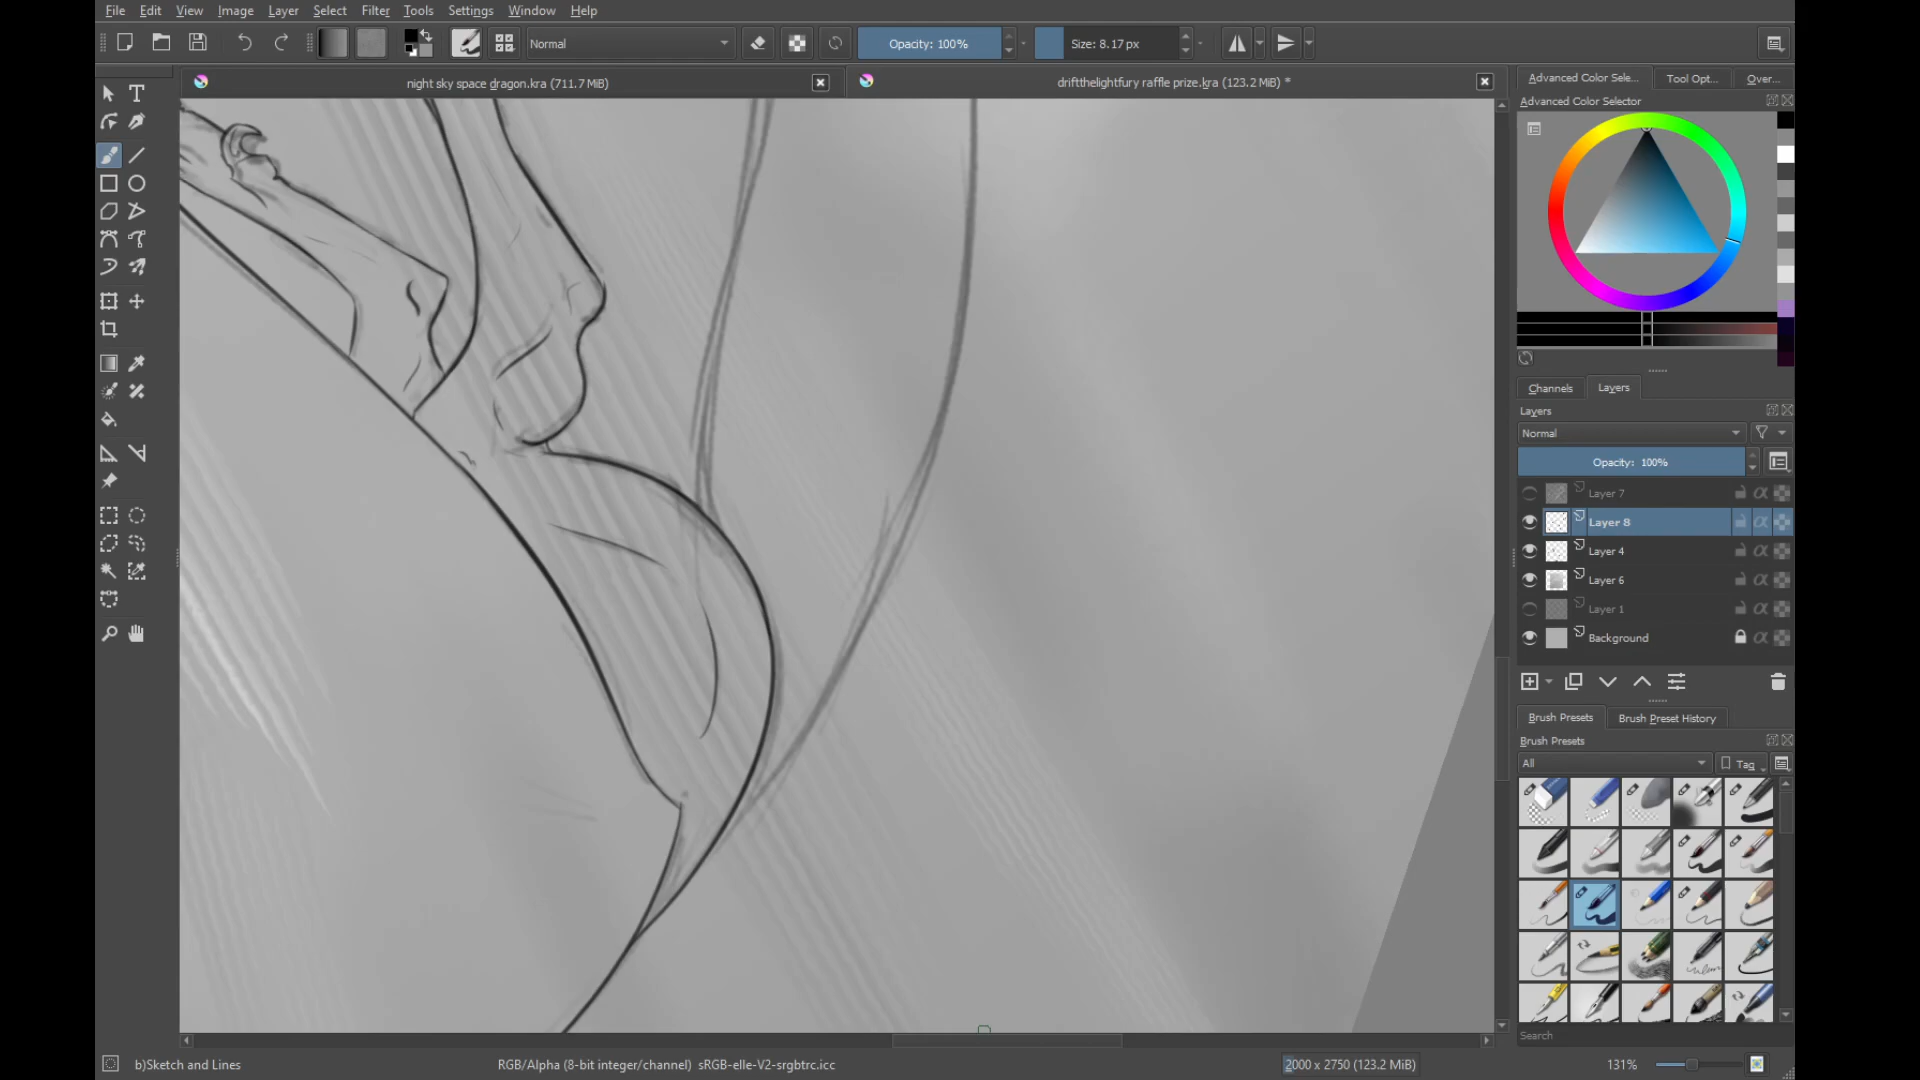 File Edit View Image Layer Select Filter Tools Settings Window Help
Normal
Opacity: 100%
Size: 8.17 px
night sky space dragon.kra (711.7 MiB)
driftthelightfury raffle prize.kra (123.2 MiB) *
Advanced Color Sele... Tool Opt... Over...
Advanced Color Selector
Channels Layers
Layers
Normal
Opacity: 100%
Layer 7
Layer 8
Layer 4
Layer 6
Layer 1
Background
Brush Presets Brush Preset History
Brush Presets
All
Tag
Search
b)Sketch and Lines
RGB/Alpha (8-bit integer/channel) sRGB-elle-V2-srgbtrc.icc
2000 x 2750 (123.2 MiB)
131%